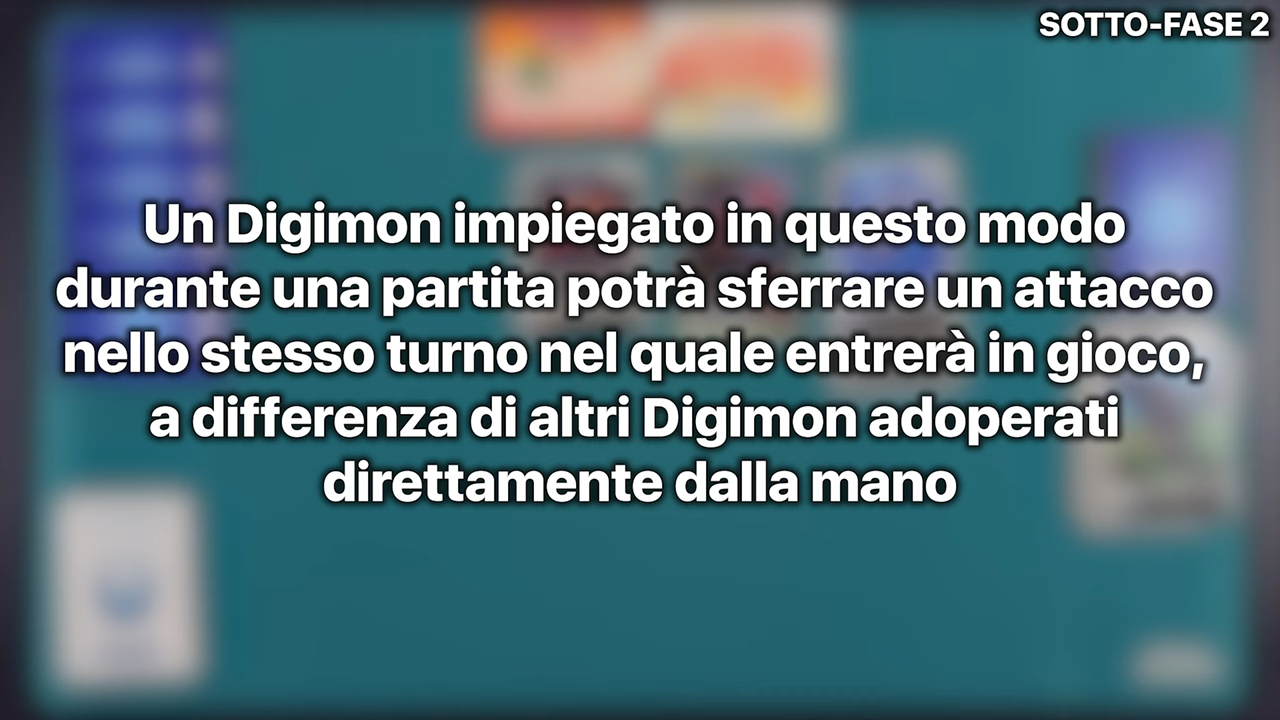 SOTTO-FASE 2
Un Digimon impiegato in questo modo
durante una partita potrà sferrare un attacco
nello stesso turno nel quale entrerà in gioco,
a differenza di altri Digimon adoperati
direttamente dalla mano